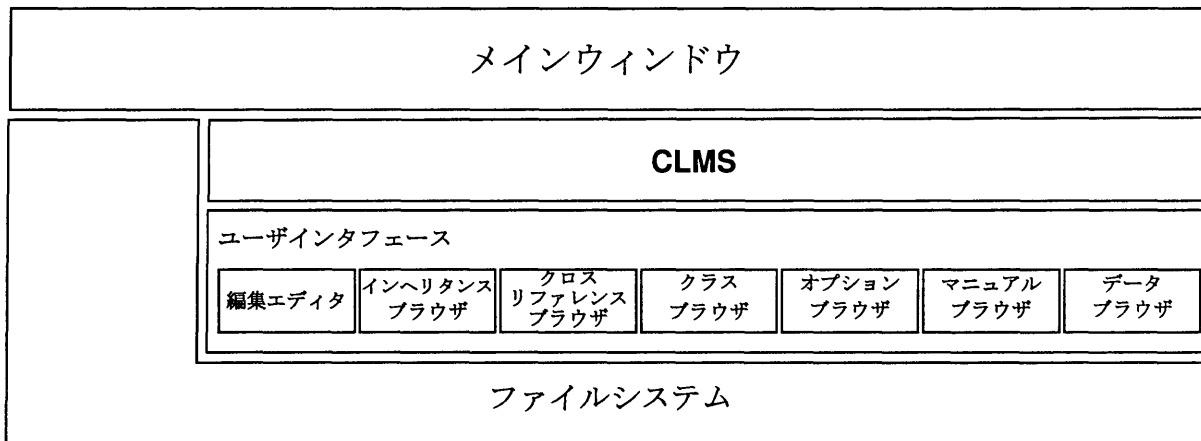 メインウィンドウ
CLMS
ユーザインタフェース
編集エディタ
インヘリタンス
ブラウザ
クロス
リファレンス
ブラウザ
クラス
ブラウザ
オプション
ブラウザ
マニュアル
ブラウザ
データ
ブラウザ
ファイルシステム